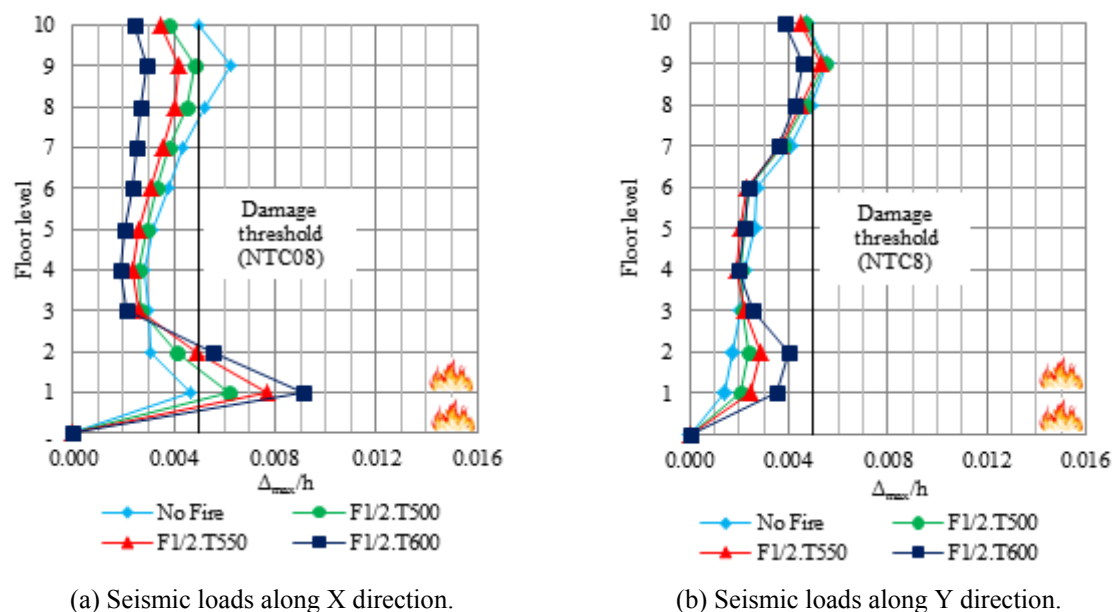 10
9
8
7
6
5
4
3
2
1
-
Floor level
Damage
threshold
(NTC08)
0.000 0.004 0.008 0.012 0.016
Δmax/h
No Fire F1/2.T500
F1/2.T550 F1/2.T600
(a) Seismic loads along X direction.
10
9
8
7
6
5
4
3
2
1
-
Floor level
Damage
threshold
(NTC8)
0.000 0.004 0.008 0.012 0.016
Δmax/h
No Fire F1/2.T500
F1/2.T550 F1/2.T600
(b) Seismic loads along Y direction.